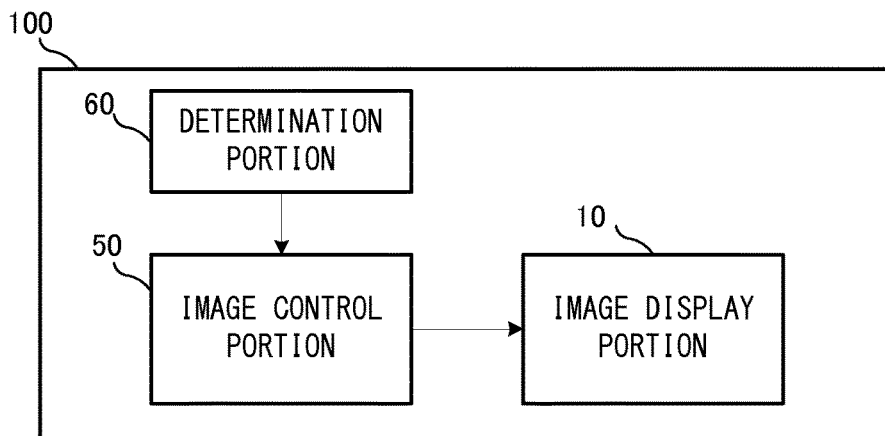 100
60
DETERMINATION
PORTION
50
IMAGE CONTROL
PORTION
10
IMAGE DISPLAY
PORTION